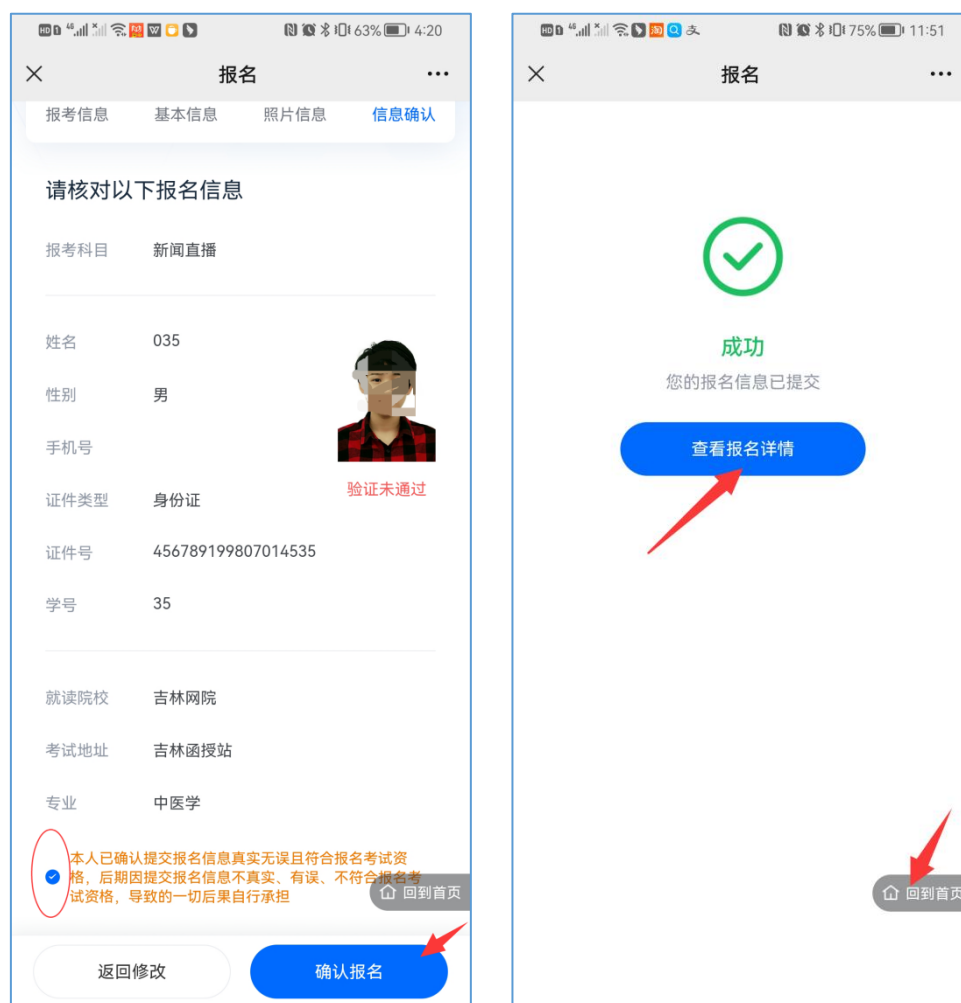 63% 4:20
报名
报考信息 基本信息 照片信息 信息确认
请核对以下报名信息
报考科目 新闻直播
姓名 035
性别 男
手机号
验证未通过
证件类型 身份证
证件号 456789199807014535
学号 35
就读院校 吉林网院
考试地址 吉林函授站
专业 中医学
本人已确认提交报名信息真实无误且符合报名考试资
格，后期因提交报名信息不真实、有误、不符合报名考
试资格，导致的一切后果自行承担
回到首页
返回修改 确认报名
75% 11:51
报名
成功
您的报名信息已提交
查看报名详情
回到首页